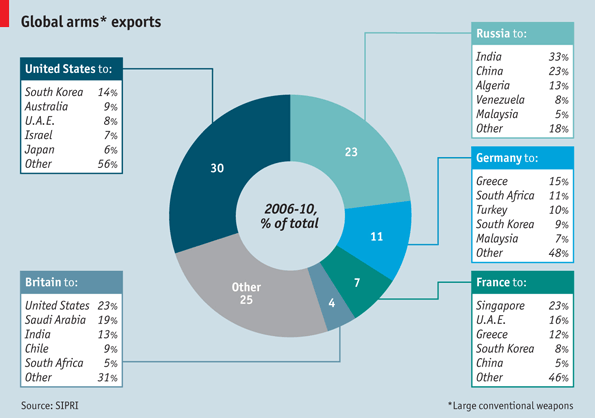 Global arms* exports
United States to:
South Korea 14%
Australia 9%
U.A.E. 8%
Israel 7%
Japan 6%
Other 56%
Russia to:
India 33%
China 23%
Algeria 13%
Venezuela 8%
Malaysia 5%
Other 18%
30
23
2006-10,
% of total
11
7
4
Other
25
Germany to:
Greece 15%
South Africa 11%
Turkey 10%
South Korea 9%
Malaysia 7%
Other 48%
Britain to:
United States 23%
Saudi Arabia 19%
India 13%
Chile 9%
South Africa 5%
Other 31%
France to:
Singapore 23%
U.A.E. 16%
Greece 12%
South Korea 8%
China 5%
Other 46%
Source: SIPRI
*Large conventional weapons